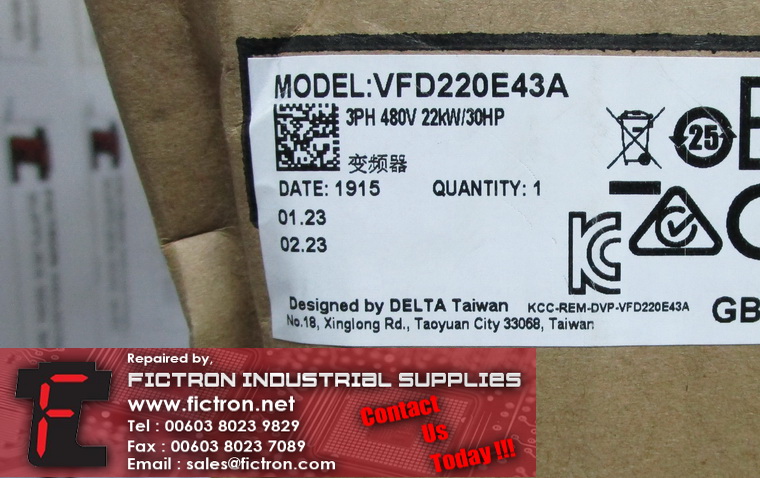 MODEL:VFD220E43A
3PH 480V 22kW/30HP
变频器
25
DATE: 1915 QUANTITY: 1
01.23
02.23
Designed by DELTA Taiwan KCC-REM-DVP-VFD220E43A GB
No.18, Xinglong Rd., Taoyuan City 33068, Taiwan
Repaired by,
FICTRON INDUSTRIAL SUPPLIES
www.fictron.net
Tel : 00603 8023 9829
Fax : 00603 8023 7089
Email : sales@fictron.com
Contact
Us
Today !!!